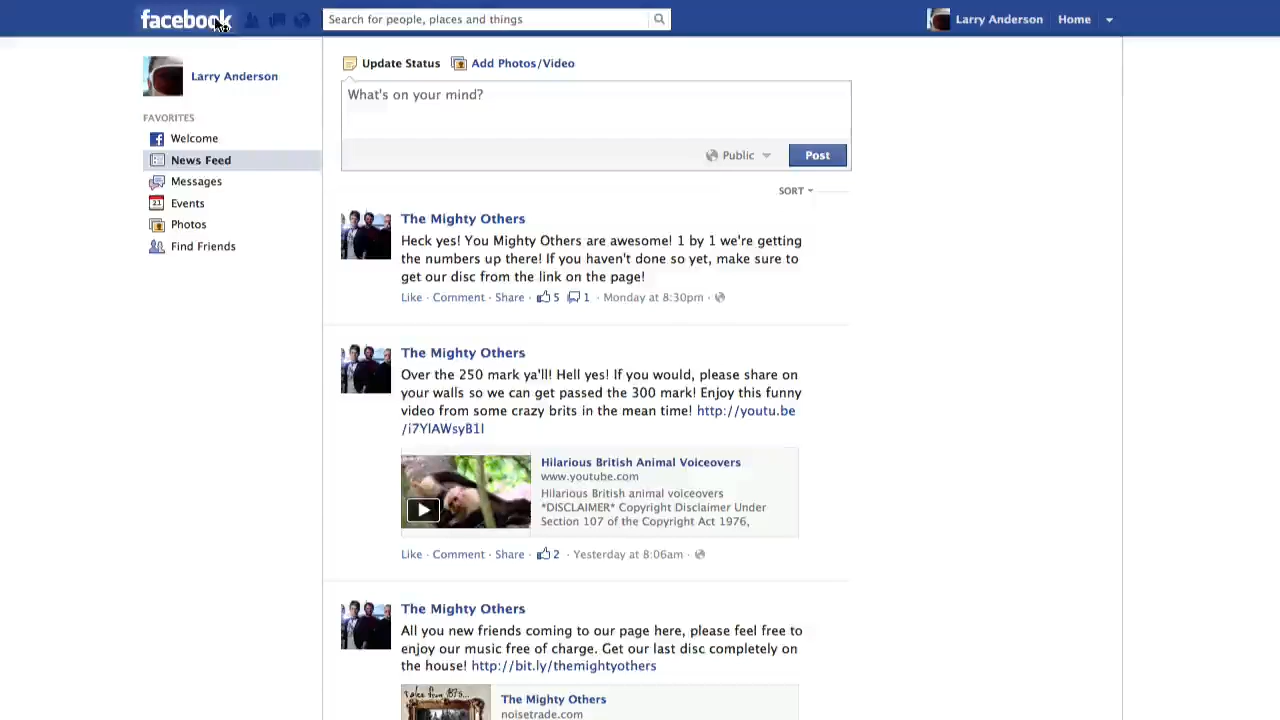 facebook
Search for people, places and things
Larry Anderson
Home
Larry Anderson
FAVORITES
Welcome
News Feed
Messages
21
Events
Photos
Find Friends
Update Status
Add Photos/Video
What's on your mind?
Public
Post
SORT
The Mighty Others
Heck yes! You Mighty Others are awesome! 1 by 1 we're getting
the numbers up there! If you haven't done so yet, make sure to
get our disc from the link on the page!
Like · Comment · Share · 5 1 · Monday at 8:30pm ·
The Mighty Others
Over the 250 mark ya'll! Hell yes! If you would, please share on
your walls so we can get passed the 300 mark! Enjoy this funny
video from some crazy brits in the mean time! http://youtu.be
/i7YIAWsyB1I
Hilarious British Animal Voiceovers
www.youtube.com
Hilarious British animal voiceovers
*DISCLAIMER* Copyright Disclaimer Under
Section 107 of the Copyright Act 1976,
Like · Comment · Share · 2 · Yesterday at 8:06am ·
The Mighty Others
All you new friends coming to our page here, please feel free to
enjoy our music free of charge. Get our last disc completely on
the house! http://bit.ly/themightyothers
The Mighty Others
noisetrade.com